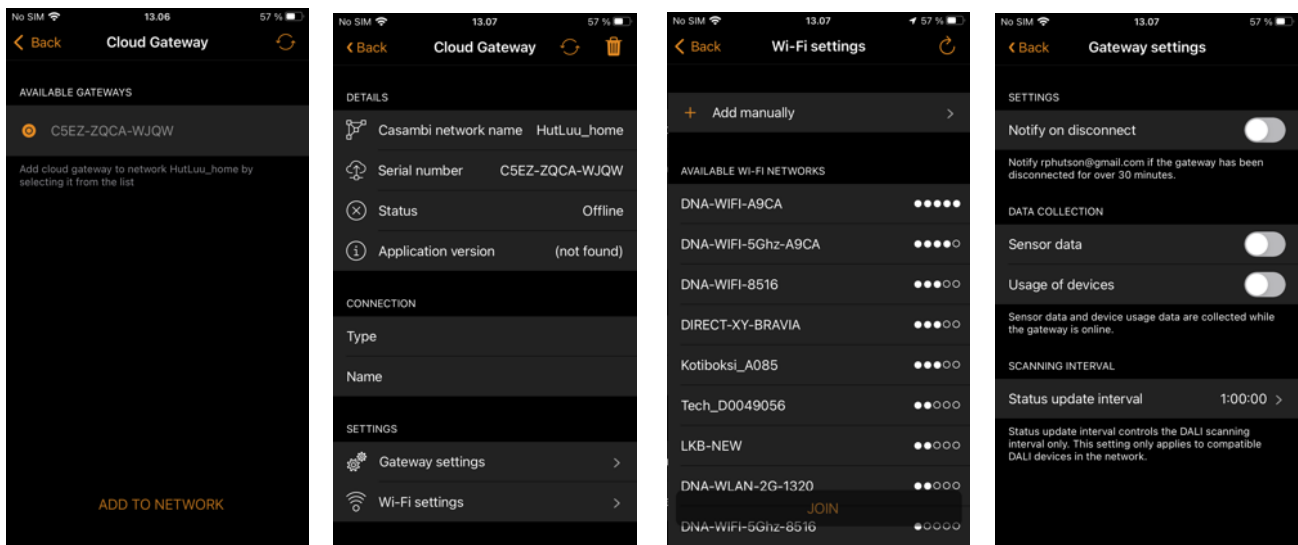 No SIM 13.06 57 %
Back Cloud Gateway
AVAILABLE GATEWAYS
C5EZ-ZQCA-WJQW
Add cloud gateway to network HutLuu_home by
selecting it from the list
ADD TO NETWORK
No SIM 13.07 57 %
Back Cloud Gateway
DETAILS
Casambi network name HutLuu_home
Serial number C5EZ-ZQCA-WJQW
Status Offline
Application version (not found)
CONNECTION
Type
Name
SETTINGS
Gateway settings
Wi-Fi settings
No SIM 13.07 57 %
Back Wi-Fi settings
+ Add manually
AVAILABLE WI-FI NETWORKS
DNA-WIFI-A9CA
DNA-WIFI-5Ghz-A9CA
DNA-WIFI-8516
DIRECT-XY-BRAVIA
Kotiboksi_A085
Tech_D0049056
LKB-NEW
DNA-WLAN-2G-1320
JOIN
DNA-WIFI-5Ghz-8516
No SIM 13.07 57 %
Back Gateway settings
SETTINGS
Notify on disconnect
Notify rphutson@gmail.com if the gateway has been
disconnected for over 30 minutes.
DATA COLLECTION
Sensor data
Usage of devices
Sensor data and device usage data are collected while
the gateway is online.
SCANNING INTERVAL
Status update interval 1:00:00
Status update interval controls the DALI scanning
interval only. This setting only applies to compatible
DALI devices in the network.